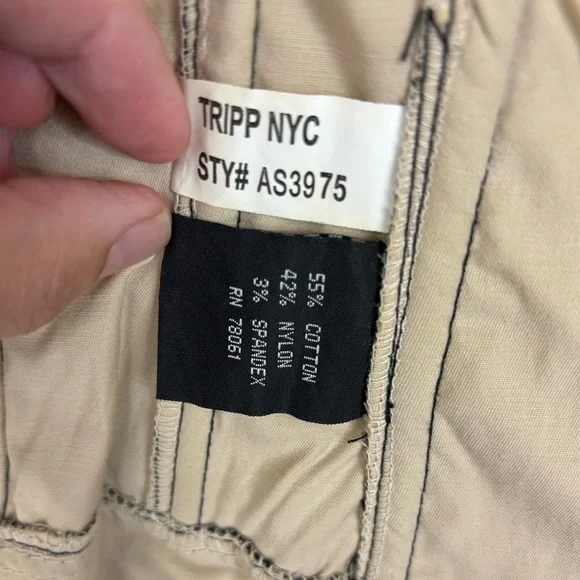 TRIPP NYC
STY# AS3975
55% COTTON
42% NYLON
3% SPANDEX
RN 78061